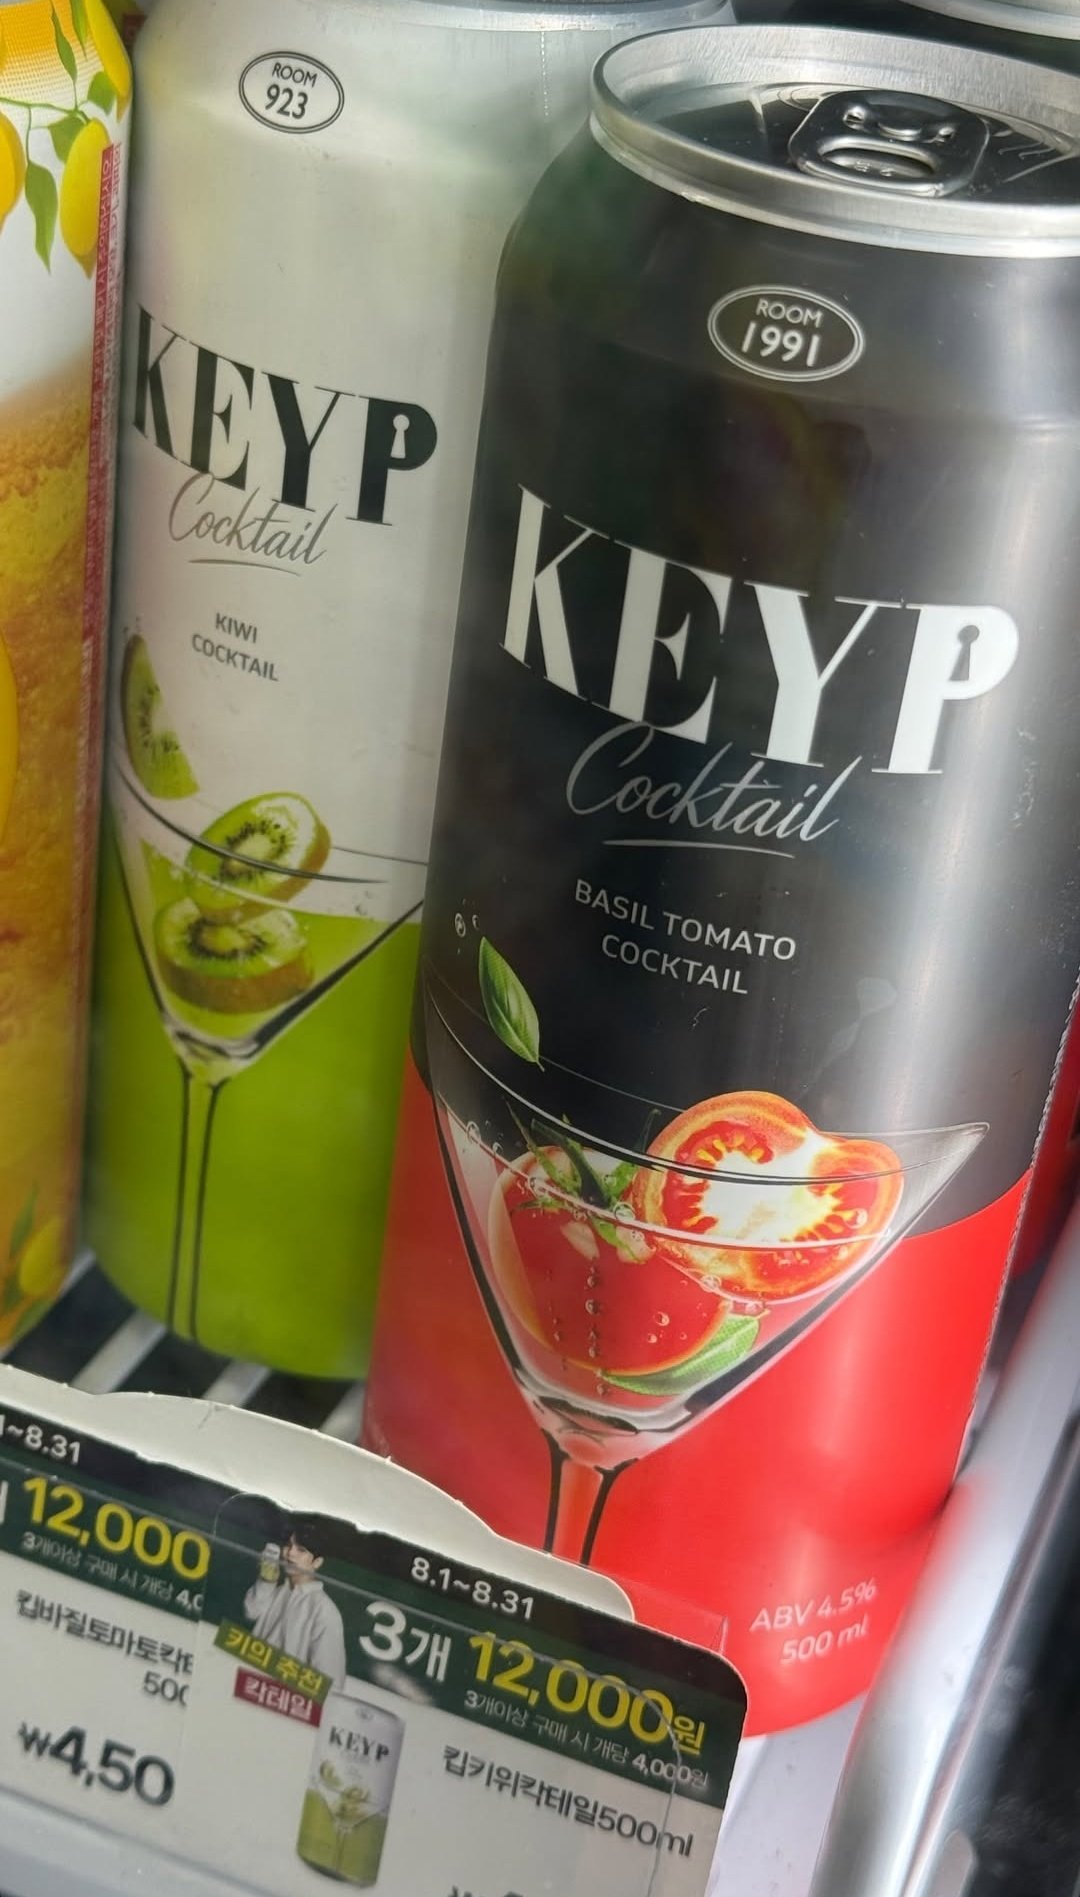 ROOM
923
KEYP
Cocktail
KIWI
COCKTAIL
ROOM
1991
KEYP
Cocktail
BASIL TOMATO
COCKTAIL
ABV 4.5%
500 ml
~8.31
12,000
3개이상 구매 시 개당 4,0
킵바질토마토칵테
500
₩4,50
8.1~8.31
3개 12,000원
3개이상 구매 시 개당 4,000원
키의 추천
칵테일
KEYP
킵키위칵테일500ml